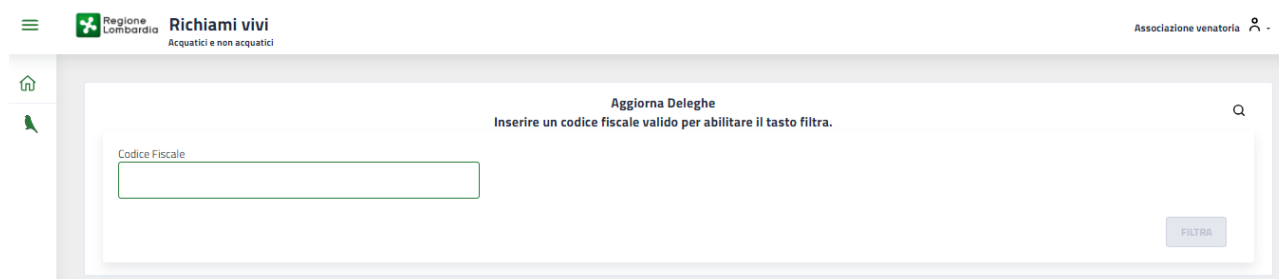 Regione
Lombardia
Richiami vivi
Acquatici e non acquatici
Associazione venatoria
Aggiorna Deleghe
Inserire un codice fiscale valido per abilitare il tasto filtra.
Codice Fiscale
FILTRA